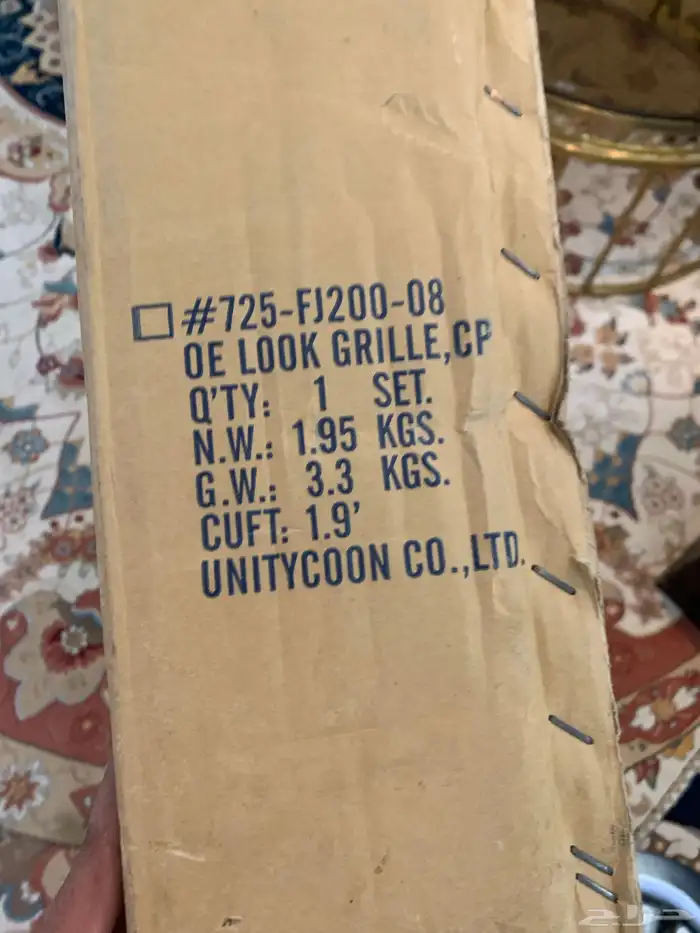 #725-FJ200-08
OE LOOK GRILLE,CP
Q'TY: 1 SET.
N.W.: 1.95 KGS.
G.W.: 3.3 KGS.
CUFT: 1.9'
UNITYCOON CO.,LTD.
حراج